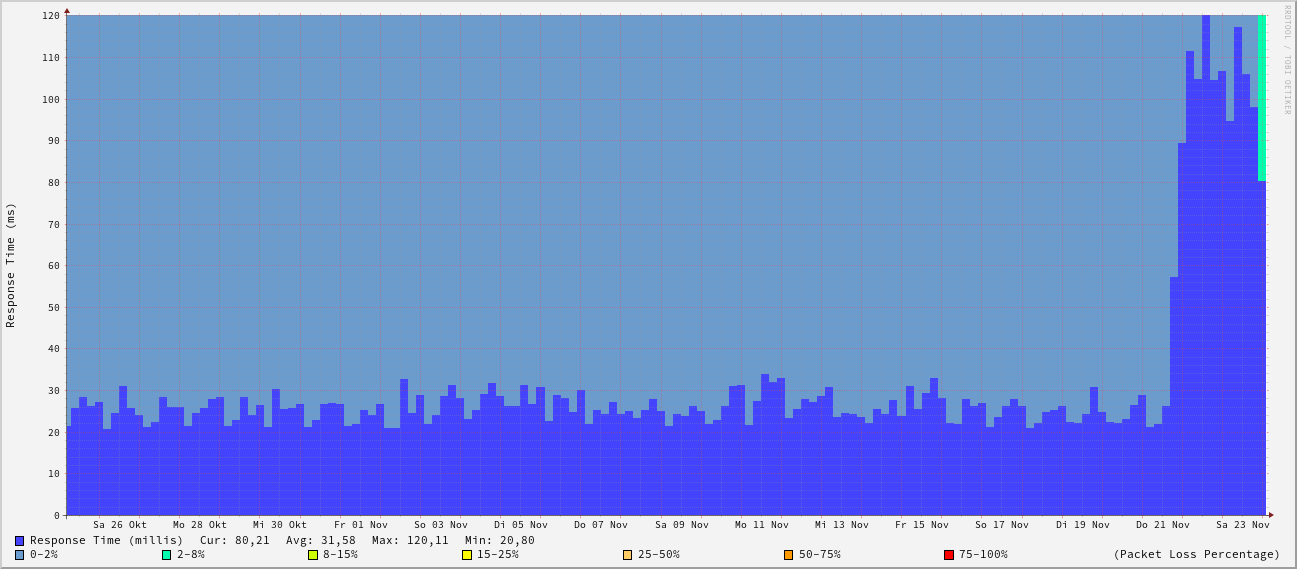 RRDTOOL / TOBI OETIKER
Response Time (ms)
120
110
100
90
80
70
60
50
40
30
20
10
0
Sa 26 Okt Mo 28 Okt Mi 30 Okt Fr 01 Nov So 03 Nov Di 05 Nov Do 07 Nov Sa 09 Nov Mo 11 Nov Mi 13 Nov Fr 15 Nov So 17 Nov Di 19 Nov Do 21 Nov Sa 23 Nov
Response Time (millis) Cur: 80,21 Avg: 31,58 Max: 120,11 Min: 20,80
0-2% 2-8% 8-15% 15-25% 25-50% 50-75% 75-100% (Packet Loss Percentage)